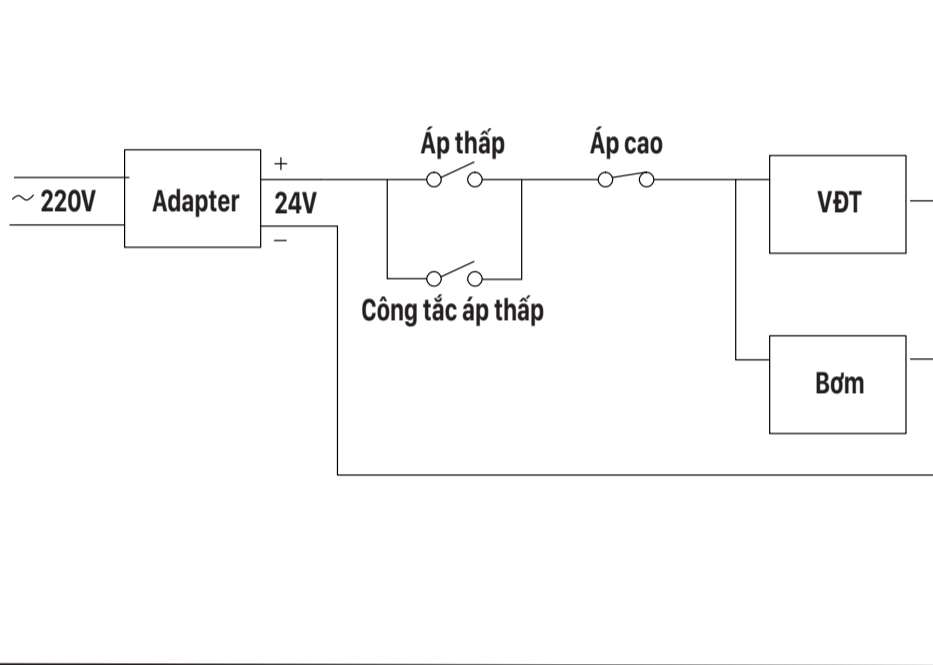 Áp thấp
Áp cao
+
~ 220V
Adapter
24V
VĐT
−
Công tắc áp thấp
Bơm